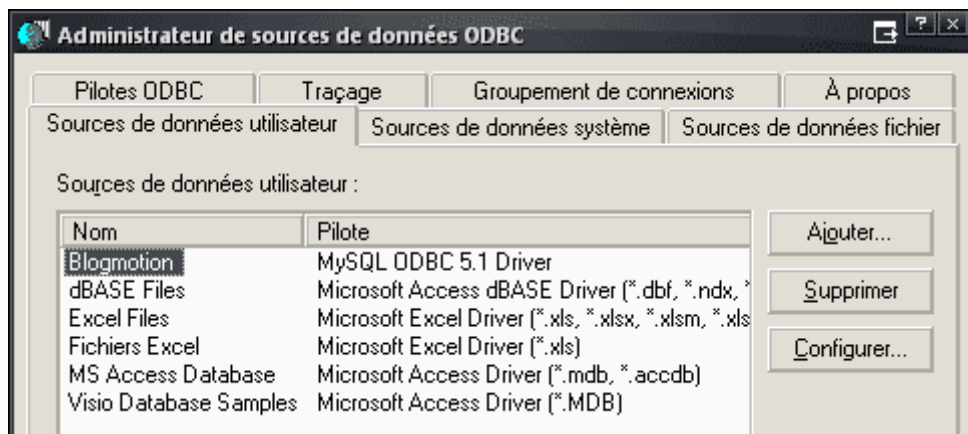 Administrateur de sources de données ODBC
Pilotes ODBC Traçage Groupement de connexions À propos
Sources de données utilisateur Sources de données système Sources de données fichier
Sources de données utilisateur :
Nom Pilote
Blogmotion MySQL ODBC 5.1 Driver
dBASE Files Microsoft Access dBASE Driver (*.dbf, *.ndx, *
Excel Files Microsoft Excel Driver (*.xls, *.xlsx, *.xlsm, *.xls
Fichiers Excel Microsoft Excel Driver (*.xls)
MS Access Database Microsoft Access Driver (*.mdb, *.accdb)
Visio Database Samples Microsoft Access Driver (*.MDB)
Ajouter...
Supprimer
Configurer...